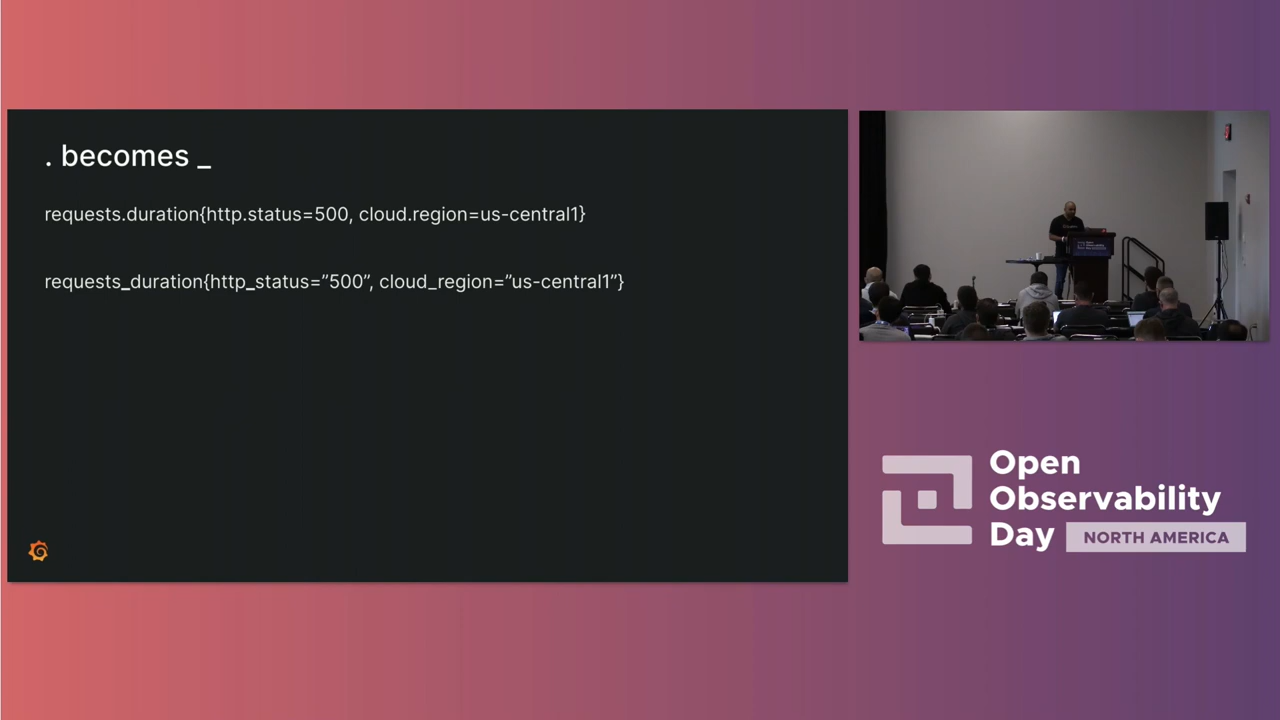 . becomes _
requests.duration{http.status=500, cloud.region=us-central1}
requests_duration{http_status=”500”, cloud_region=”us-central1”}
Open
Observability
Day NORTH AMERICA